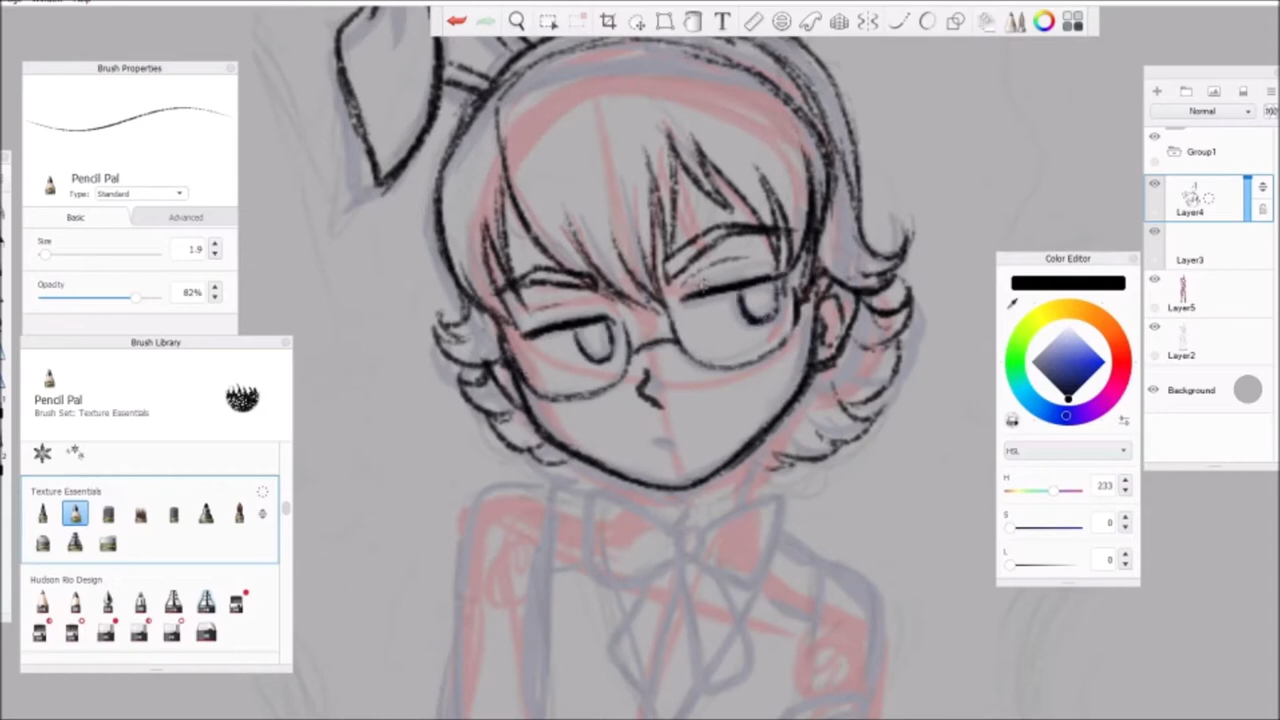 Brush Properties
Pencil Pal
Type: Standard
Basic
Advanced
Size
1.9
Opacity
82%
Brush Library
Pencil Pal
Brush Set: Texture Essentials
Texture Essentials
Hudson Rio Design
T
Color Editor
HSL
H
233
S
0
L
0
Normal
Group1
Layer4
Layer3
Layer5
Layer2
Background